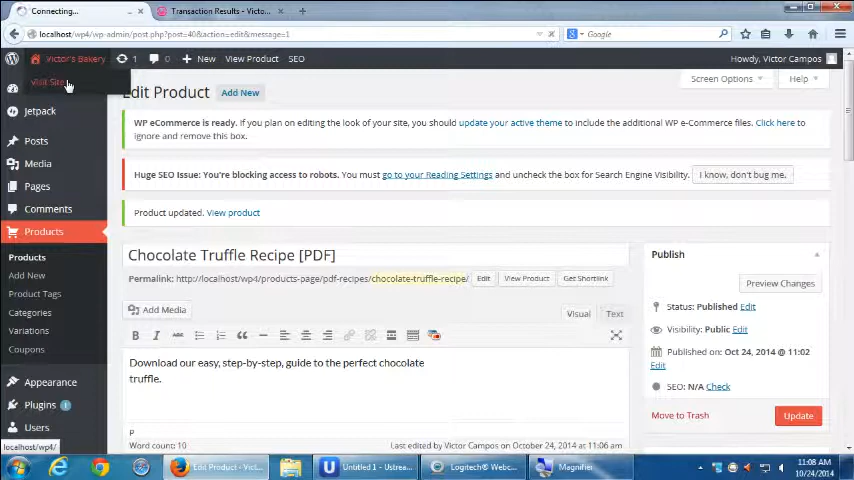 Connecting...
Transaction Results - Victo...
localhost/wp4/wp-admin/post.php?post=40&action=edit&message=1
Google
Victor's Bakery
1
0
New
View Product
SEO
Howdy, Victor Campos
Visit Site
Screen Options
Help
Edit Product
Add New
Jetpack
WP eCommerce is ready. If you plan on editing the look of your site, you should update your active theme to include the additional WP e-Commerce files. Click here to
ignore and remove this box.
Posts
Media
Huge SEO Issue: You're blocking access to robots. You must go to your Reading Settings and uncheck the box for Search Engine Visibility.
I know, don't bug me.
Pages
Comments
Product updated. View product
Products
Chocolate Truffle Recipe [PDF]
Publish
Products
Permalink: http://localhost/wp4/products-page/pdf-recipes/chocolate-truffle-recipe/
Edit
View Product
Get Shortlink
Add New
Preview Changes
Product Tags
Categories
Add Media
Visual
Text
Status: Published Edit
Variations
Visibility: Public Edit
Coupons
Published on: Oct 24, 2014 @ 11:02
Edit
Download our easy, step-by-step, guide to the perfect chocolate
truffle.
Appearance
SEO: N/A Check
Plugins 1
Move to Trash
Update
Users
P
Word count: 10
Last edited by Victor Campos on October 24, 2014 at 11:06 am
localhost/wp4/
Edit Product - Vict...
Untitled 1 - Ustrea...
Logitech® Webc...
Magnifier
11:08 AM
10/24/2014